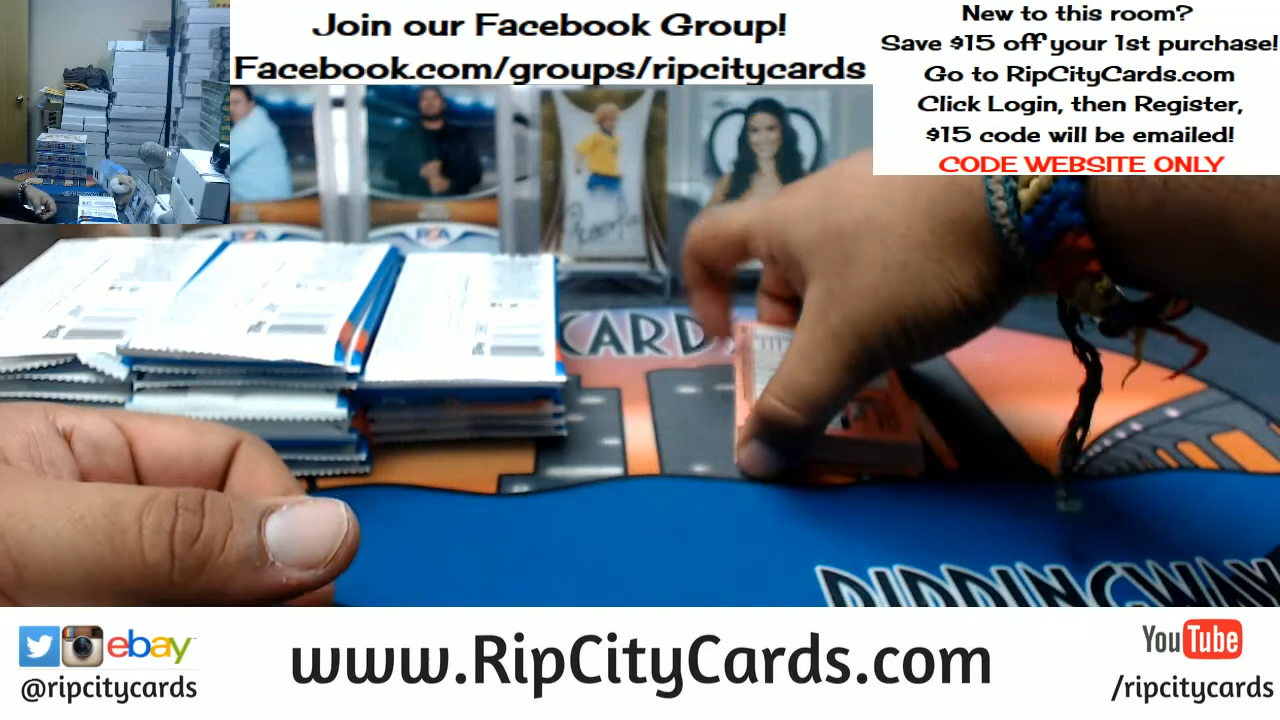 Join our Facebook Group!
Facebook.com/groups/ripcitycards
New to this room?
Save $15 off your 1st purchase!
Go to RipCityCards.com
Click Login, then Register,
$15 code will be emailed!
CODE WEBSITE ONLY
CARD
ebay
@ripcitycards
www.RipCityCards.com
YouTube
/ripcitycards